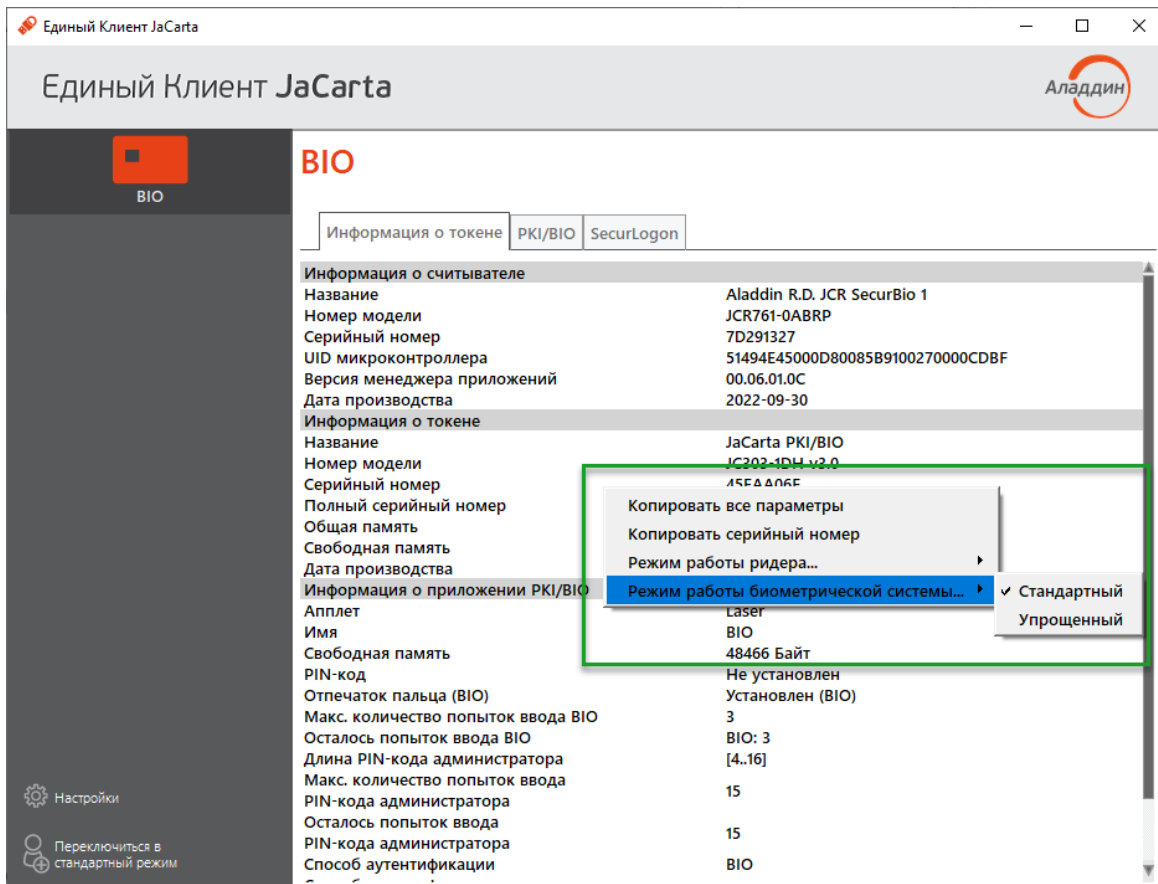 Единый Клиент JaCarta
Единый Клиент JaCarta
Аладдин
BIO
BIO
Информация о токене PKI/BIO SecurLogon
Информация о считывателе
Название Aladdin R.D. JCR SecurBio 1
Номер модели JCR761-0ABRP
Серийный номер 7D291327
UID микроконтроллера 51494E45000D80085B9100270000CDBF
Версия менеджера приложений 00.06.01.0C
Дата производства 2022-09-30
Информация о токене
Название JaCarta PKI/BIO
Номер модели JC303-1DH v3.0
Серийный номер 45EAA06F
Полный серийный номер
Общая память
Свободная память
Дата производства
Копировать все параметры
Копировать серийный номер
Режим работы ридера...
Режим работы биометрической системы...
Стандартный
Упрощенный
Информация о приложении PKI/BIO
Апплет Laser
Имя BIO
Свободная память 48466 Байт
PIN-код Не установлен
Отпечаток пальца (BIO) Установлен (BIO)
Макс. количество попыток ввода BIO 3
Осталось попыток ввода BIO BIO: 3
Длина PIN-кода администратора [4..16]
Макс. количество попыток ввода
PIN-кода администратора 15
Осталось попыток ввода
PIN-кода администратора 15
Способ аутентификации BIO
Настройки
Переключиться в
стандартный режим